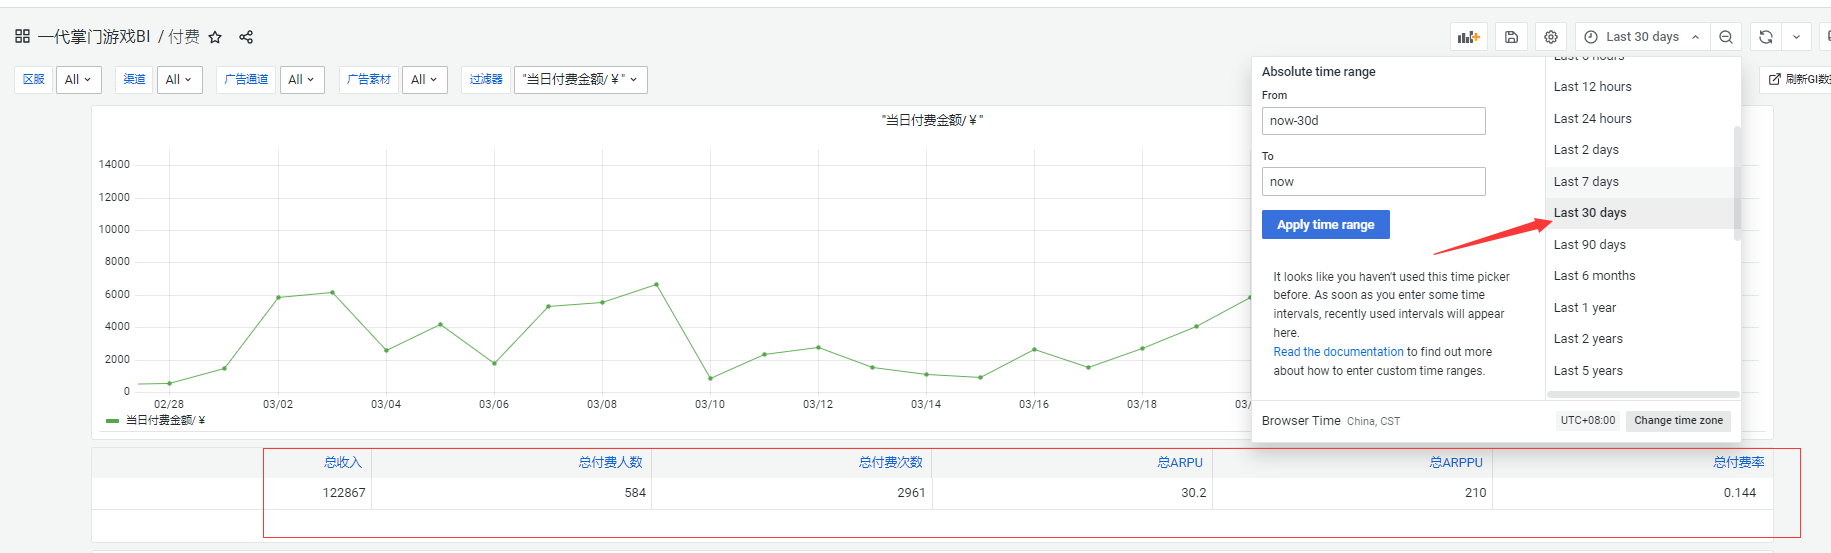 一代掌门游戏BI / 付费
Last 30 days
区服 All 渠道 All 广告通道 All 广告素材 All 过滤器 "当日付费金额/￥"
刷新GI数据
"当日付费金额/￥"
14000
12000
10000
8000
6000
4000
2000
0
02/28 03/02 03/04 03/06 03/08 03/10 03/12 03/14 03/16 03/18
当日付费金额/￥
Absolute time range
From
now-30d
To
now
Apply time range
It looks like you haven't used this time picker
before. As soon as you enter some time
intervals, recently used intervals will appear
here.
Read the documentation to find out more
about how to enter custom time ranges.
Last 6 hours
Last 12 hours
Last 24 hours
Last 2 days
Last 7 days
Last 30 days
Last 90 days
Last 6 months
Last 1 year
Last 2 years
Last 5 years
Browser Time China, CST UTC+08:00 Change time zone
总收入 总付费人数 总付费次数 总ARPU 总ARPPU 总付费率
122867 584 2961 30.2 210 0.144